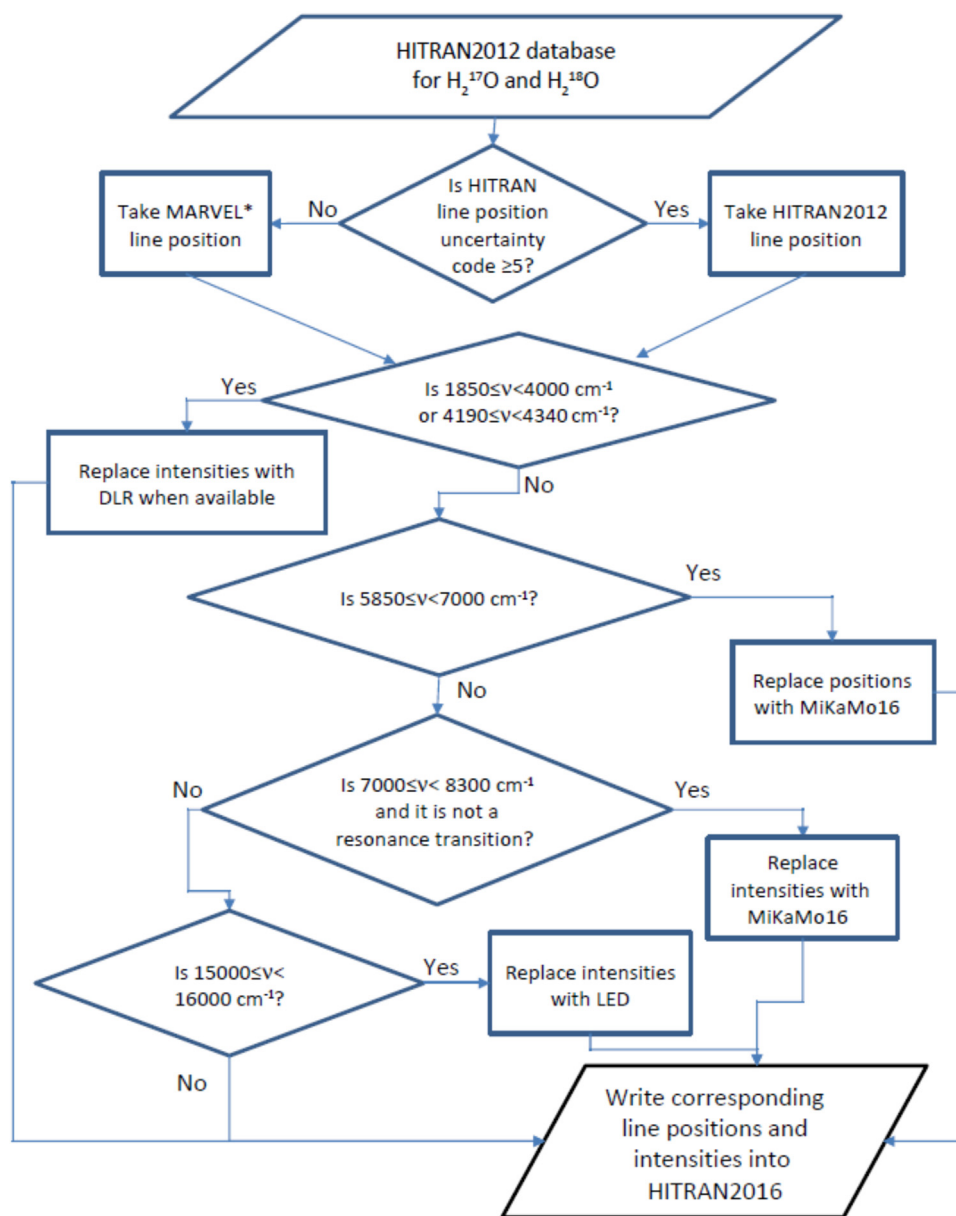 HITRAN2012 database
for H₂¹⁷O and H₂¹⁸O
Is HITRAN
line position
uncertainty
code ≥5?
No
Yes
Take MARVEL*
line position
Take HITRAN2012
line position
Is 1850≤ν<4000 cm⁻¹
or 4190≤ν<4340 cm⁻¹?
Yes
Replace intensities with
DLR when available
No
Is 5850≤ν<7000 cm⁻¹?
Yes
Replace positions
with MiKaMo16
No
Is 7000≤ν< 8300 cm⁻¹
and it is not a
resonance transition?
No
Yes
Replace
intensities with
MiKaMo16
Is 15000≤ν<
16000 cm⁻¹?
Yes
Replace intensities
with LED
No
Write corresponding
line positions and
intensities into
HITRAN2016